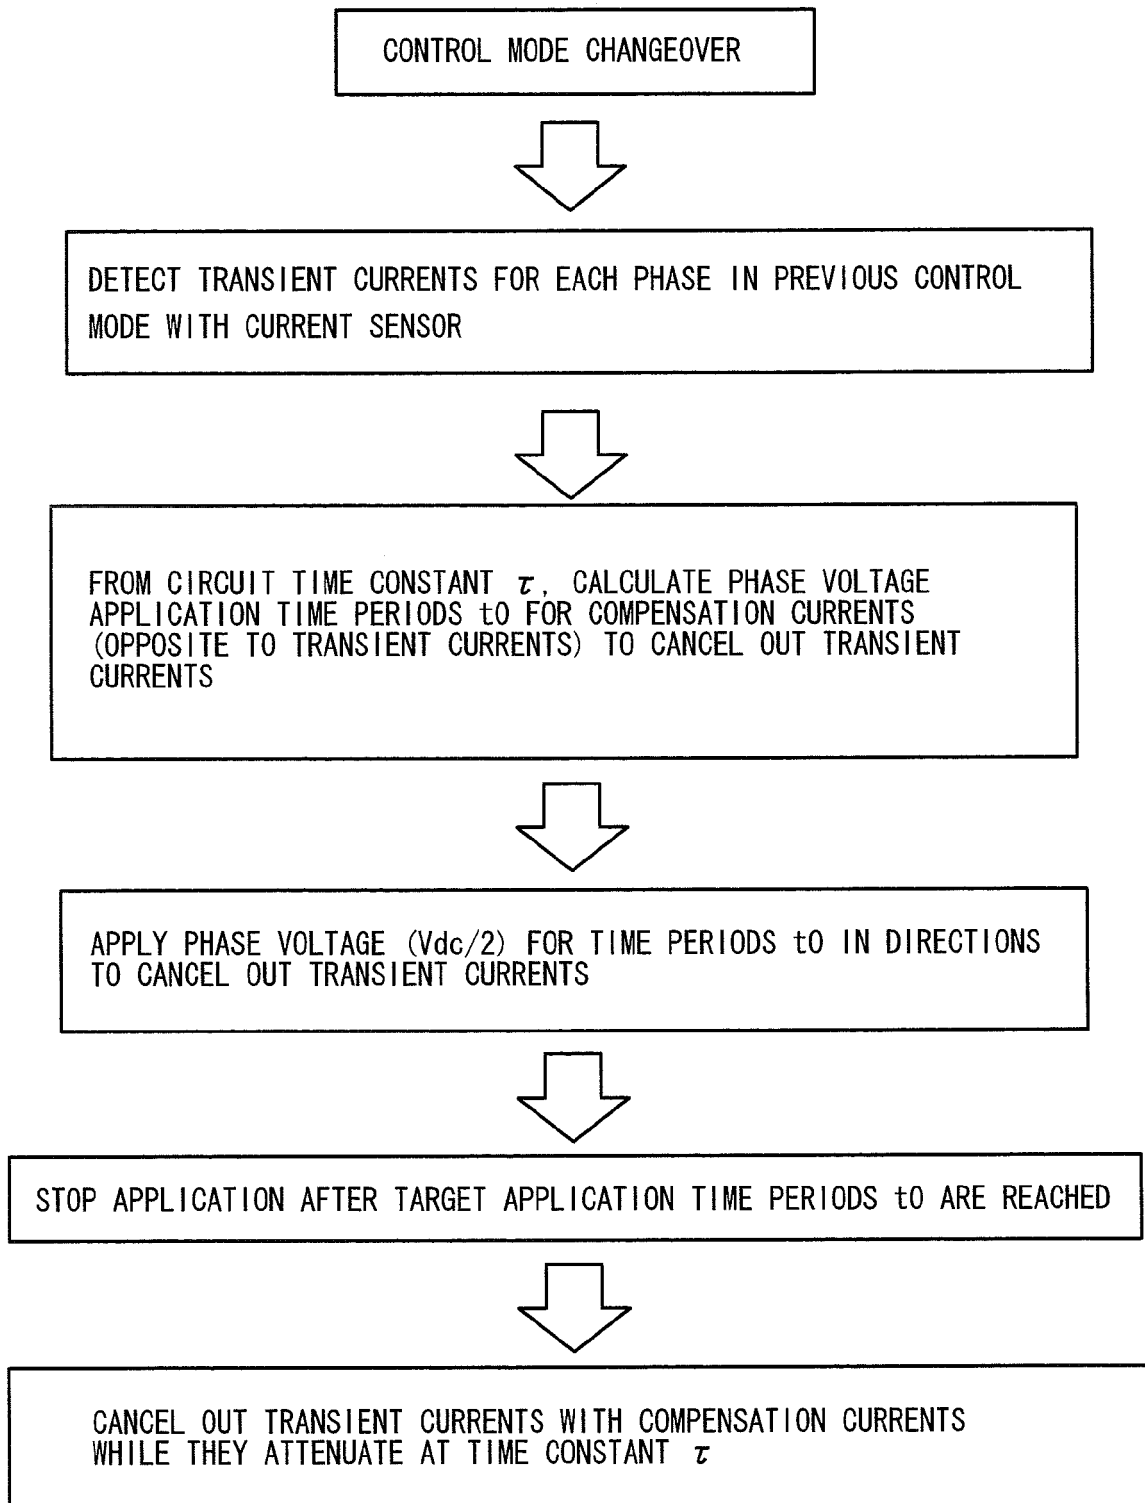 CONTROL MODE CHANGEOVER
DETECT TRANSIENT CURRENTS FOR EACH PHASE IN PREVIOUS CONTROL
MODE WITH CURRENT SENSOR
FROM CIRCUIT TIME CONSTANT τ, CALCULATE PHASE VOLTAGE
APPLICATION TIME PERIODS t0 FOR COMPENSATION CURRENTS
(OPPOSITE TO TRANSIENT CURRENTS) TO CANCEL OUT TRANSIENT
CURRENTS
APPLY PHASE VOLTAGE (Vdc/2) FOR TIME PERIODS t0 IN DIRECTIONS
TO CANCEL OUT TRANSIENT CURRENTS
STOP APPLICATION AFTER TARGET APPLICATION TIME PERIODS t0 ARE REACHED
CANCEL OUT TRANSIENT CURRENTS WITH COMPENSATION CURRENTS
WHILE THEY ATTENUATE AT TIME CONSTANT τ